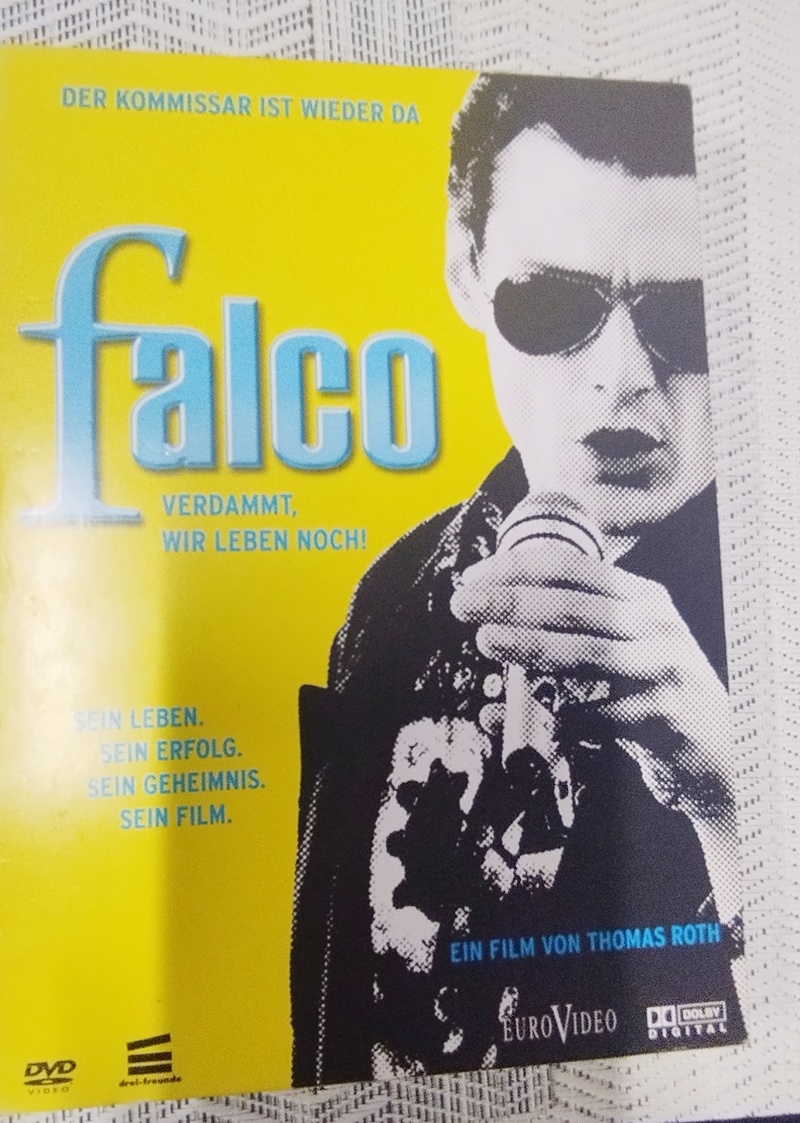 DER KOMMISSAR IST WIEDER DA
falco
VERDAMMT,
WIR LEBEN NOCH!
SEIN LEBEN.
SEIN ERFOLG.
SEIN GEHEIMNIS.
SEIN FILM.
EIN FILM VON THOMAS ROTH
DVD
VIDEO
drei-freunde
EUROVIDEO
DOLBY
DIGITAL